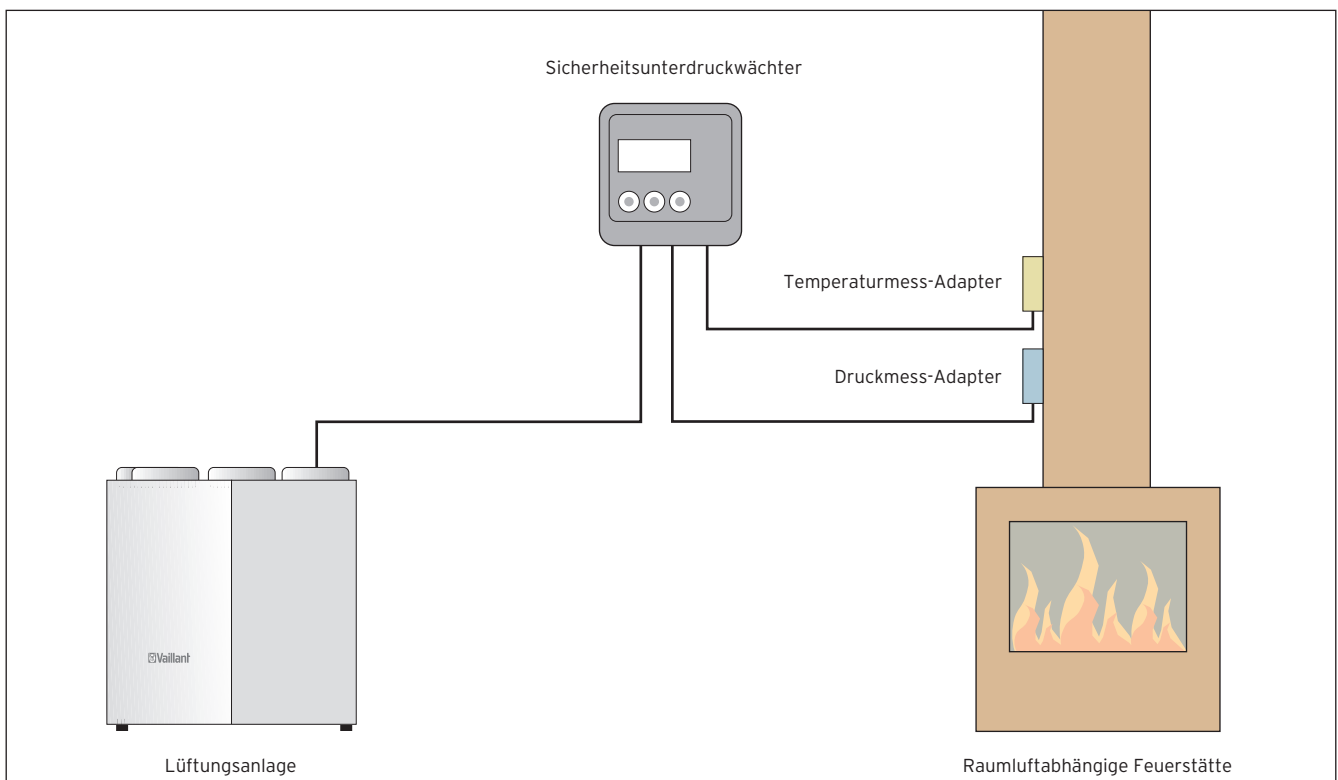 Sicherheitsunterdruckwächter
Temperaturmess-Adapter
Druckmess-Adapter
Vaillant
Lüftungsanlage
Raumluftabhängige Feuerstätte